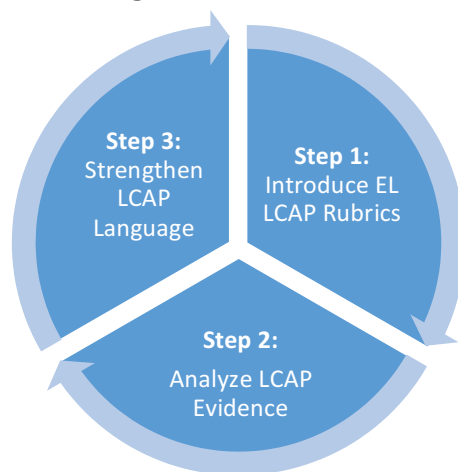 Step 1:
Introduce EL
LCAP Rubrics
Step 2:
Analyze LCAP
Evidence
Step 3:
Strengthen
LCAP
Language